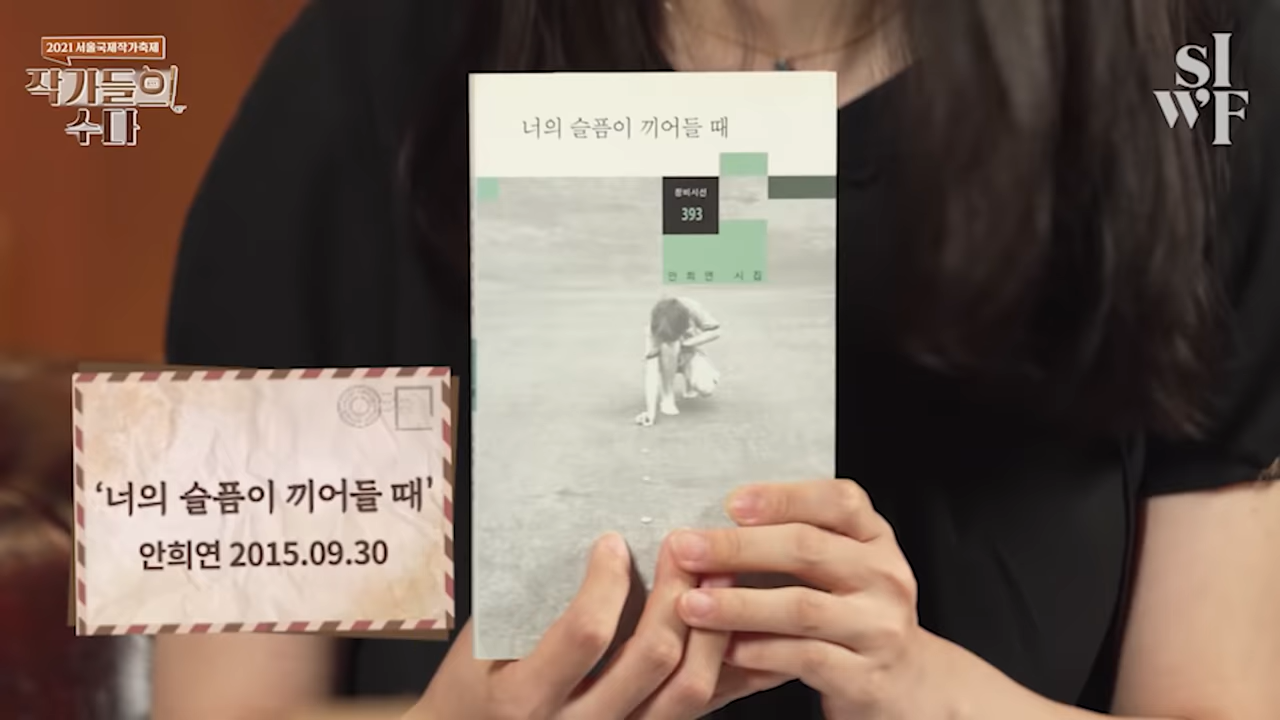 2021 서울국제작가축제
작가들의
수다
SI
WF
너의 슬픔이 끼어들 때
창비시선
393
안희연 시집
‘너의 슬픔이 끼어들 때’
안희연 2015.09.30